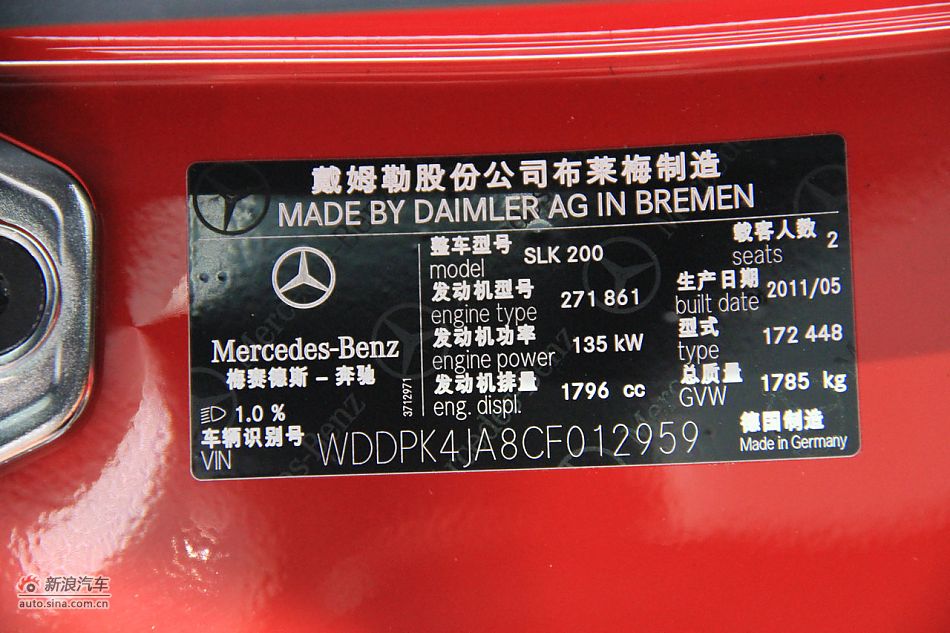 戴姆勒股份公司布莱梅制造
MADE BY DAIMLER AG IN BREMEN
Mercedes-Benz
梅赛德斯－奔驰
1.0 %
3712971
整车型号
model
SLK 200
载客人数
seats
2
发动机型号
engine type
271 861
生产日期
built date
2011/05
发动机功率
engine power
135 kW
型式
type
172 448
发动机排量
eng. displ.
1796 cc
总质量
GVW
1785 kg
车辆识别号
VIN
WDDPK4JA8CF012959
德国制造
Made in Germany
新浪汽车
auto.sina.com.cn